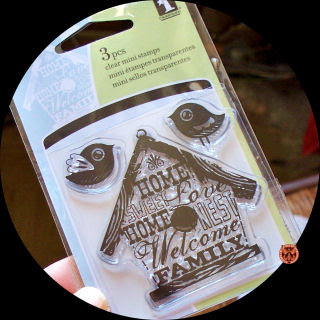 3 pcs
clear mini stamps
mini étampes transparentes
mini sellos transparentes
HOME
SWEET Love
HOME NEST
Welcome
FAMILY